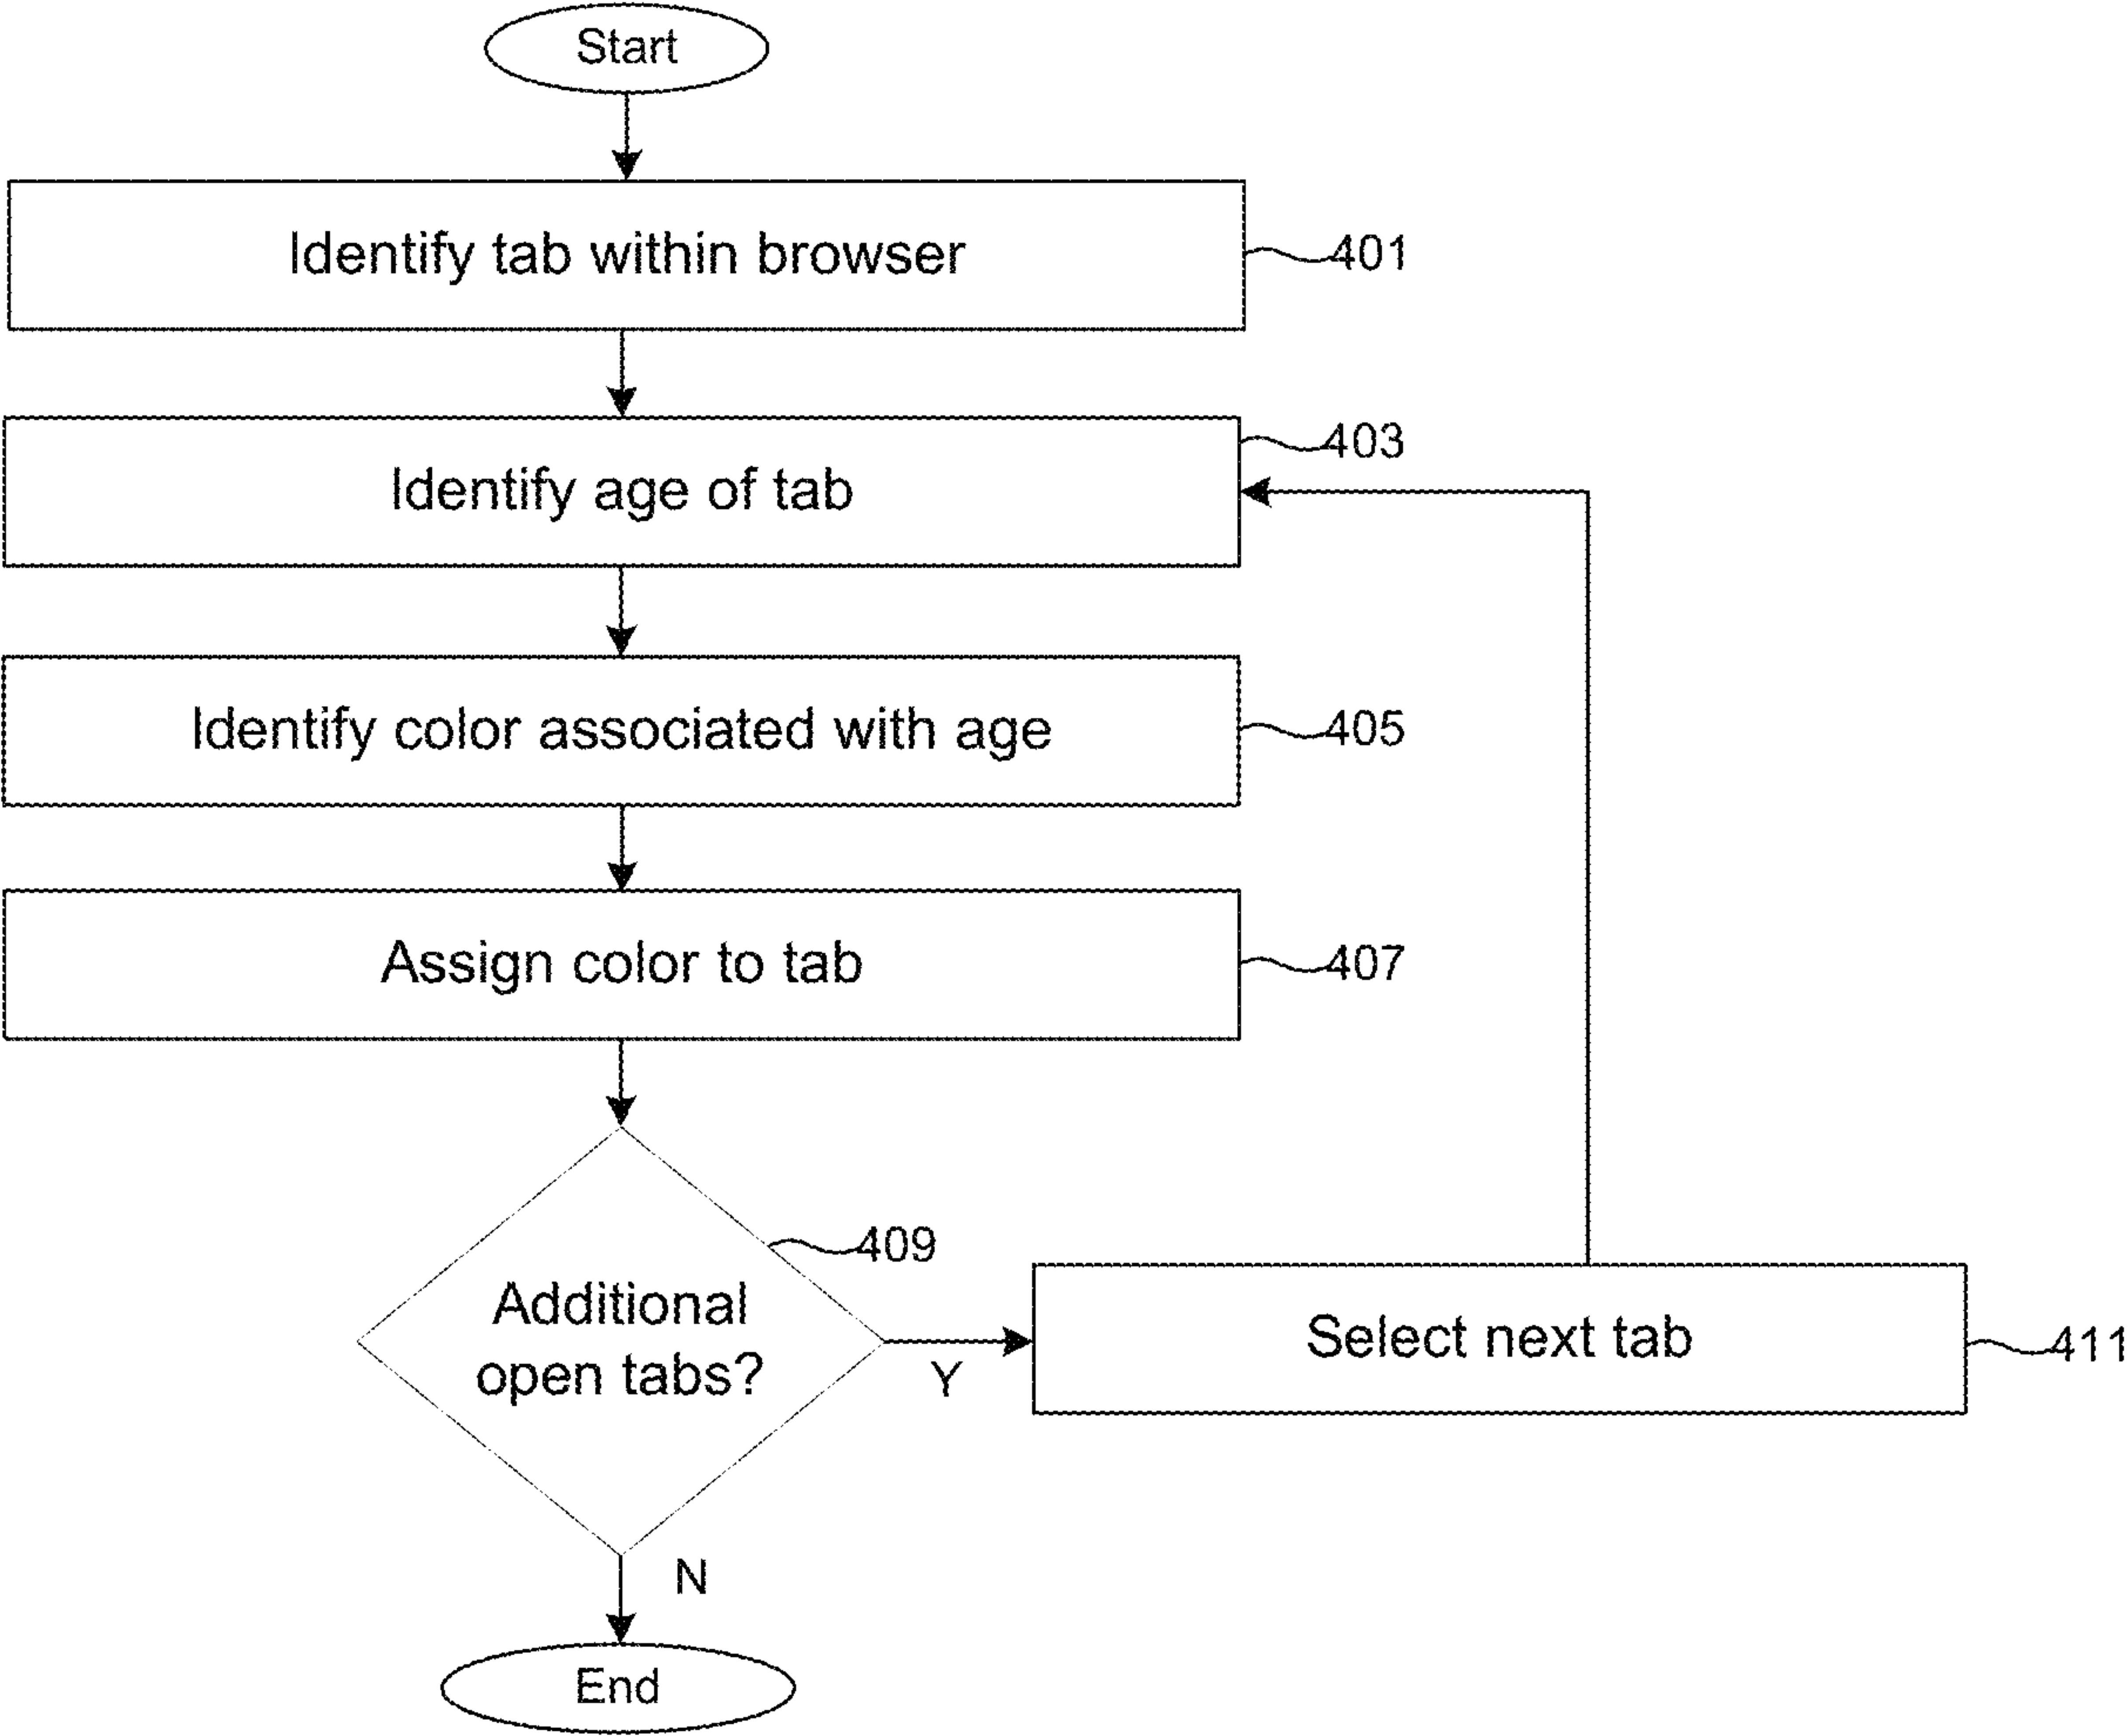 Start
Identify tab within browser
401
Identify age of tab
403
Identify color associated with age
405
Assign color to tab
407
Additional
open tabs?
409
Y
Select next tab
411
N
End